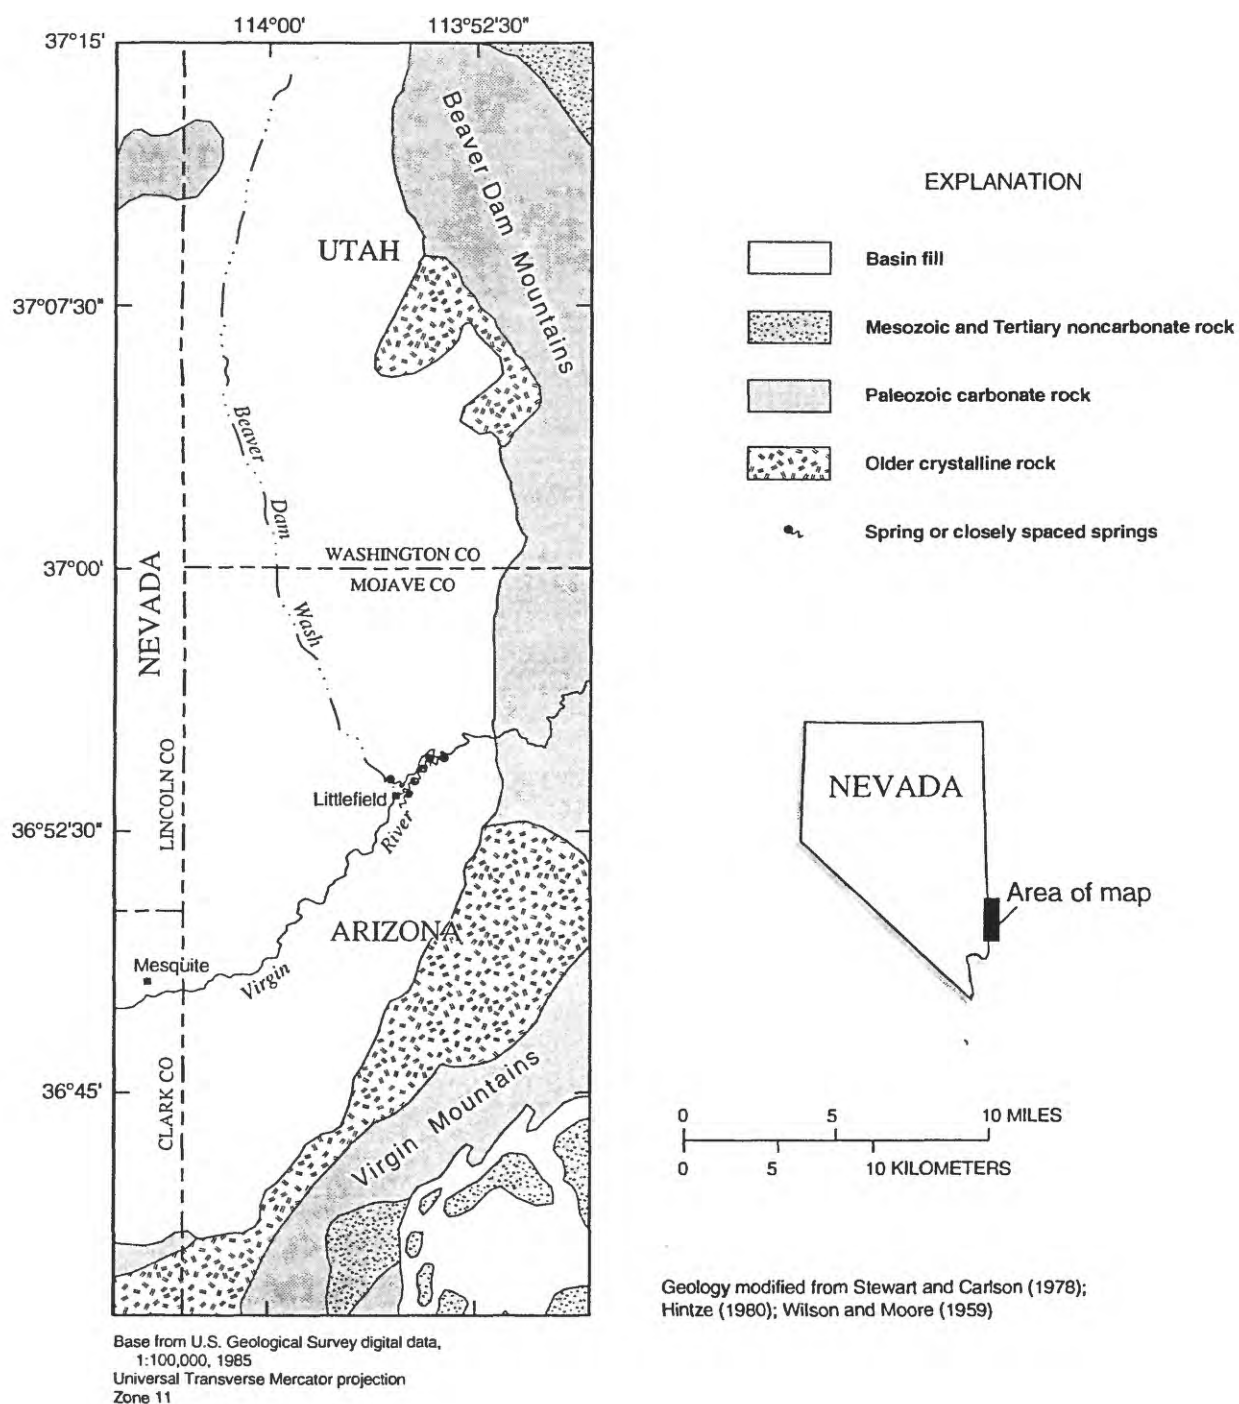 114°00'
113°52'30"
37°15'
Beaver Dam Mountains
UTAH
37°07'30"
Beaver
Dam
Wash
NEVADA
WASHINGTON CO
37°00'
MOJAVE CO
LINCOLN CO
Littlefield
36°52'30"
River
ARIZONA
Mesquite
Virgin
36°45'
CLARK CO
Virgin Mountains
Base from U.S. Geological Survey digital data,
1:100,000, 1985
Universal Transverse Mercator projection
Zone 11
EXPLANATION
Basin fill
Mesozoic and Tertiary noncarbonate rock
Paleozoic carbonate rock
Older crystalline rock
Spring or closely spaced springs
NEVADA
Area of map
0 5 10 MILES
0 5 10 KILOMETERS
Geology modified from Stewart and Carlson (1978);
Hintze (1980); Wilson and Moore (1959)